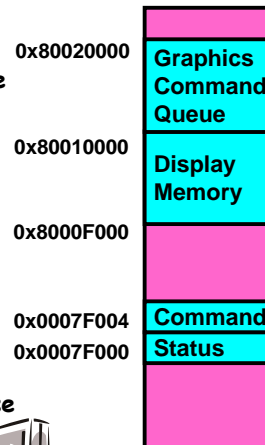 0x80020000
Graphics
Command
Queue
0x80010000
Display
Memory
0x8000F000
0x0007F004
Command
0x0007F000
Status